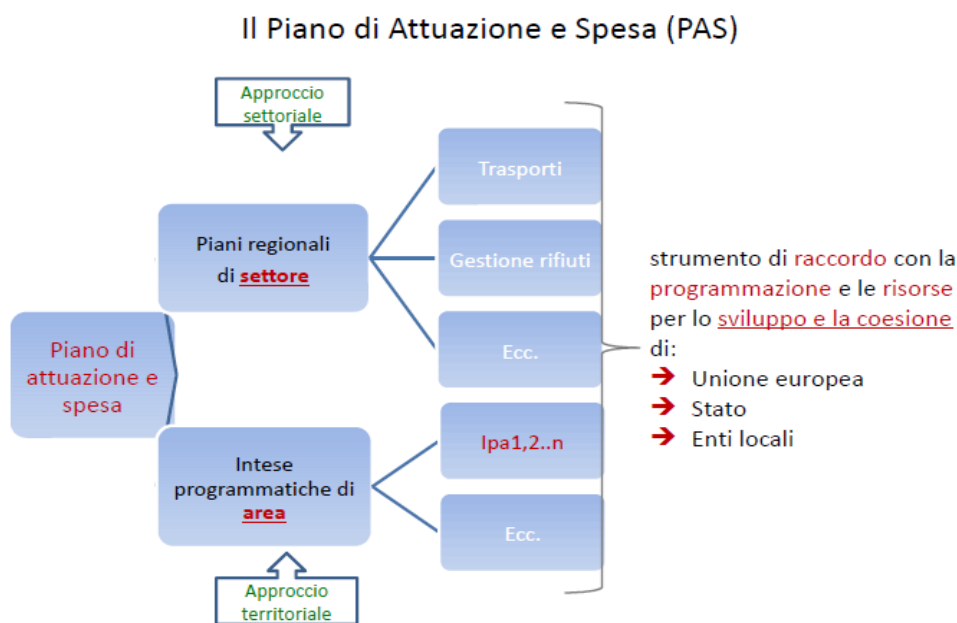 Il Piano di Attuazione e Spesa (PAS)
Approccio
settoriale
Trasporti
Piani regionali
di settore
Gestione rifiuti
Ecc.
Piano di
attuazione e
spesa
Intese
programmatiche di
area
Ipa1,2..n
Ecc.
Approccio
territoriale
strumento di raccordo con la
programmazione e le risorse
per lo sviluppo e la coesione
di:
➔ Unione europea
➔ Stato
➔ Enti locali